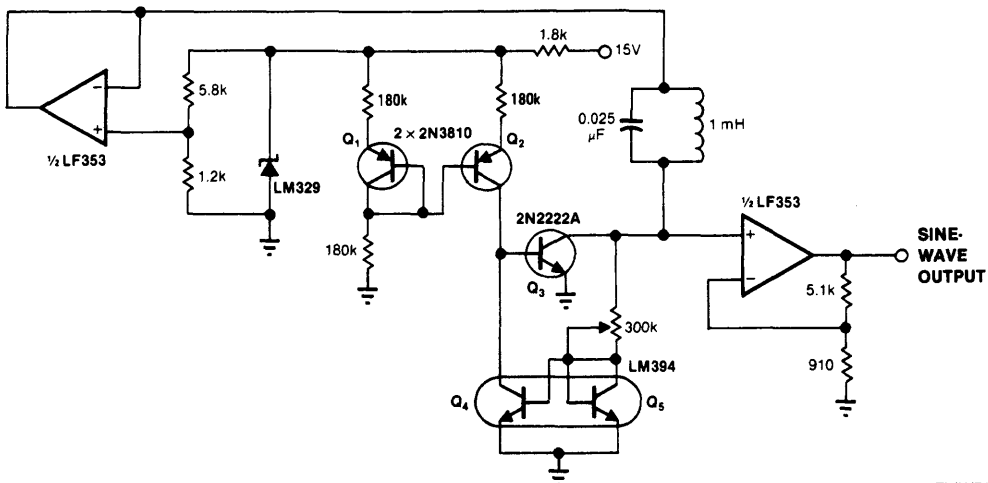 1.8k
15V
5.8k
180k
180k
0.025
µF
1 mH
Q₁
2 × 2N3810
Q₂
½ LF353
1.2k
LM329
½ LF353
2N2222A
180k
Q₃
SINE-
WAVE
OUTPUT
5.1k
300k
LM394
910
Q₄
Q₅